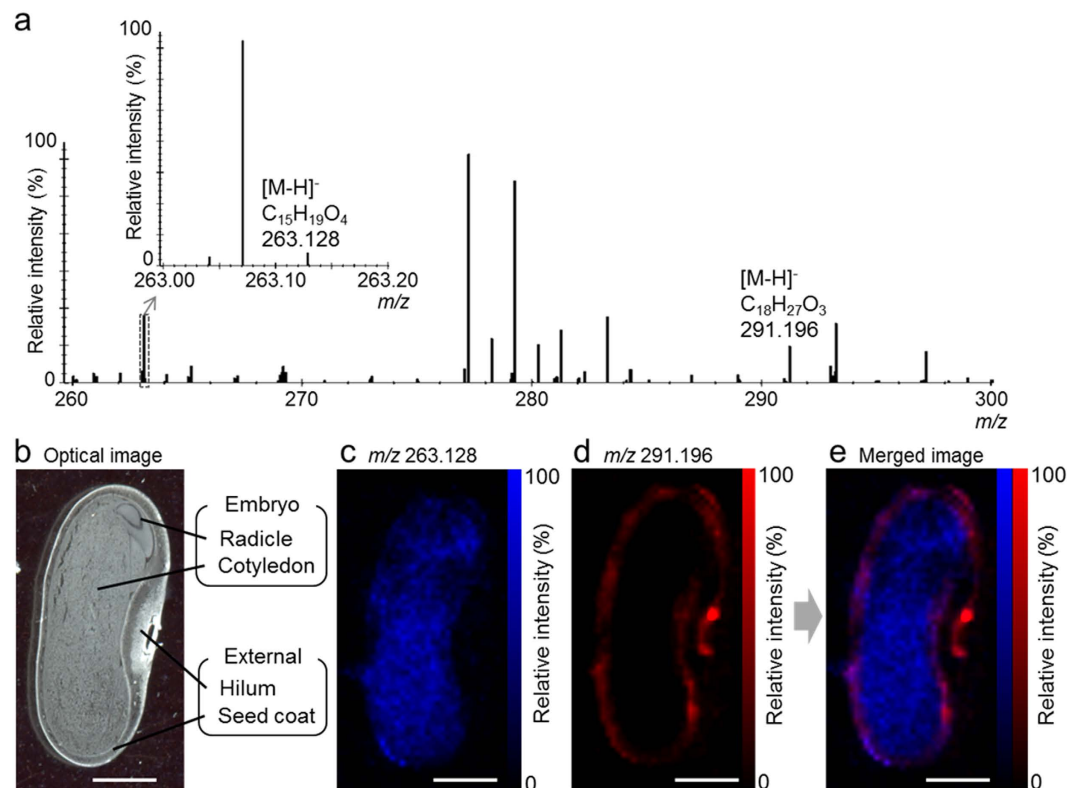 a
100
Relative intensity (%)
0
[M-H]⁻
C₁₅H₁₉O₄
263.128
263.00 263.10 263.20
m/z
100
Relative intensity (%)
0
[M-H]⁻
C₁₈H₂₇O₃
291.196
260 270 280 290 300
m/z
b Optical image
Embryo
Radicle
Cotyledon
External
Hilum
Seed coat
c m/z 263.128
100
Relative intensity (%)
0
d m/z 291.196
100
Relative intensity (%)
0
e Merged image
100
Relative intensity (%)
0